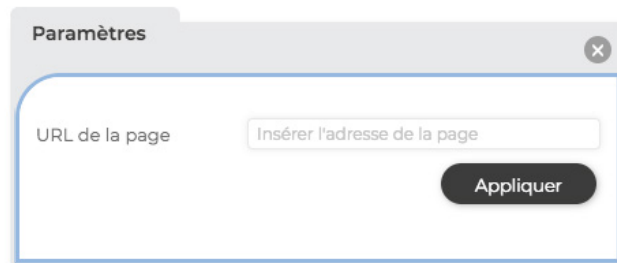 Paramètres
URL de la page
Insérer l'adresse de la page
Appliquer